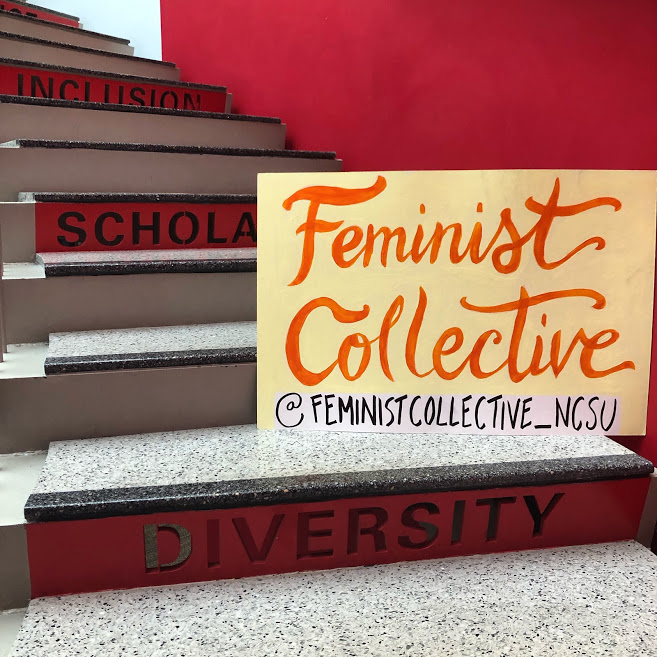 INCLUSION
SCHOLA
Feminist
Collective
@FEMINISTCOLLECTIVE_NCSU
DIVERSITY